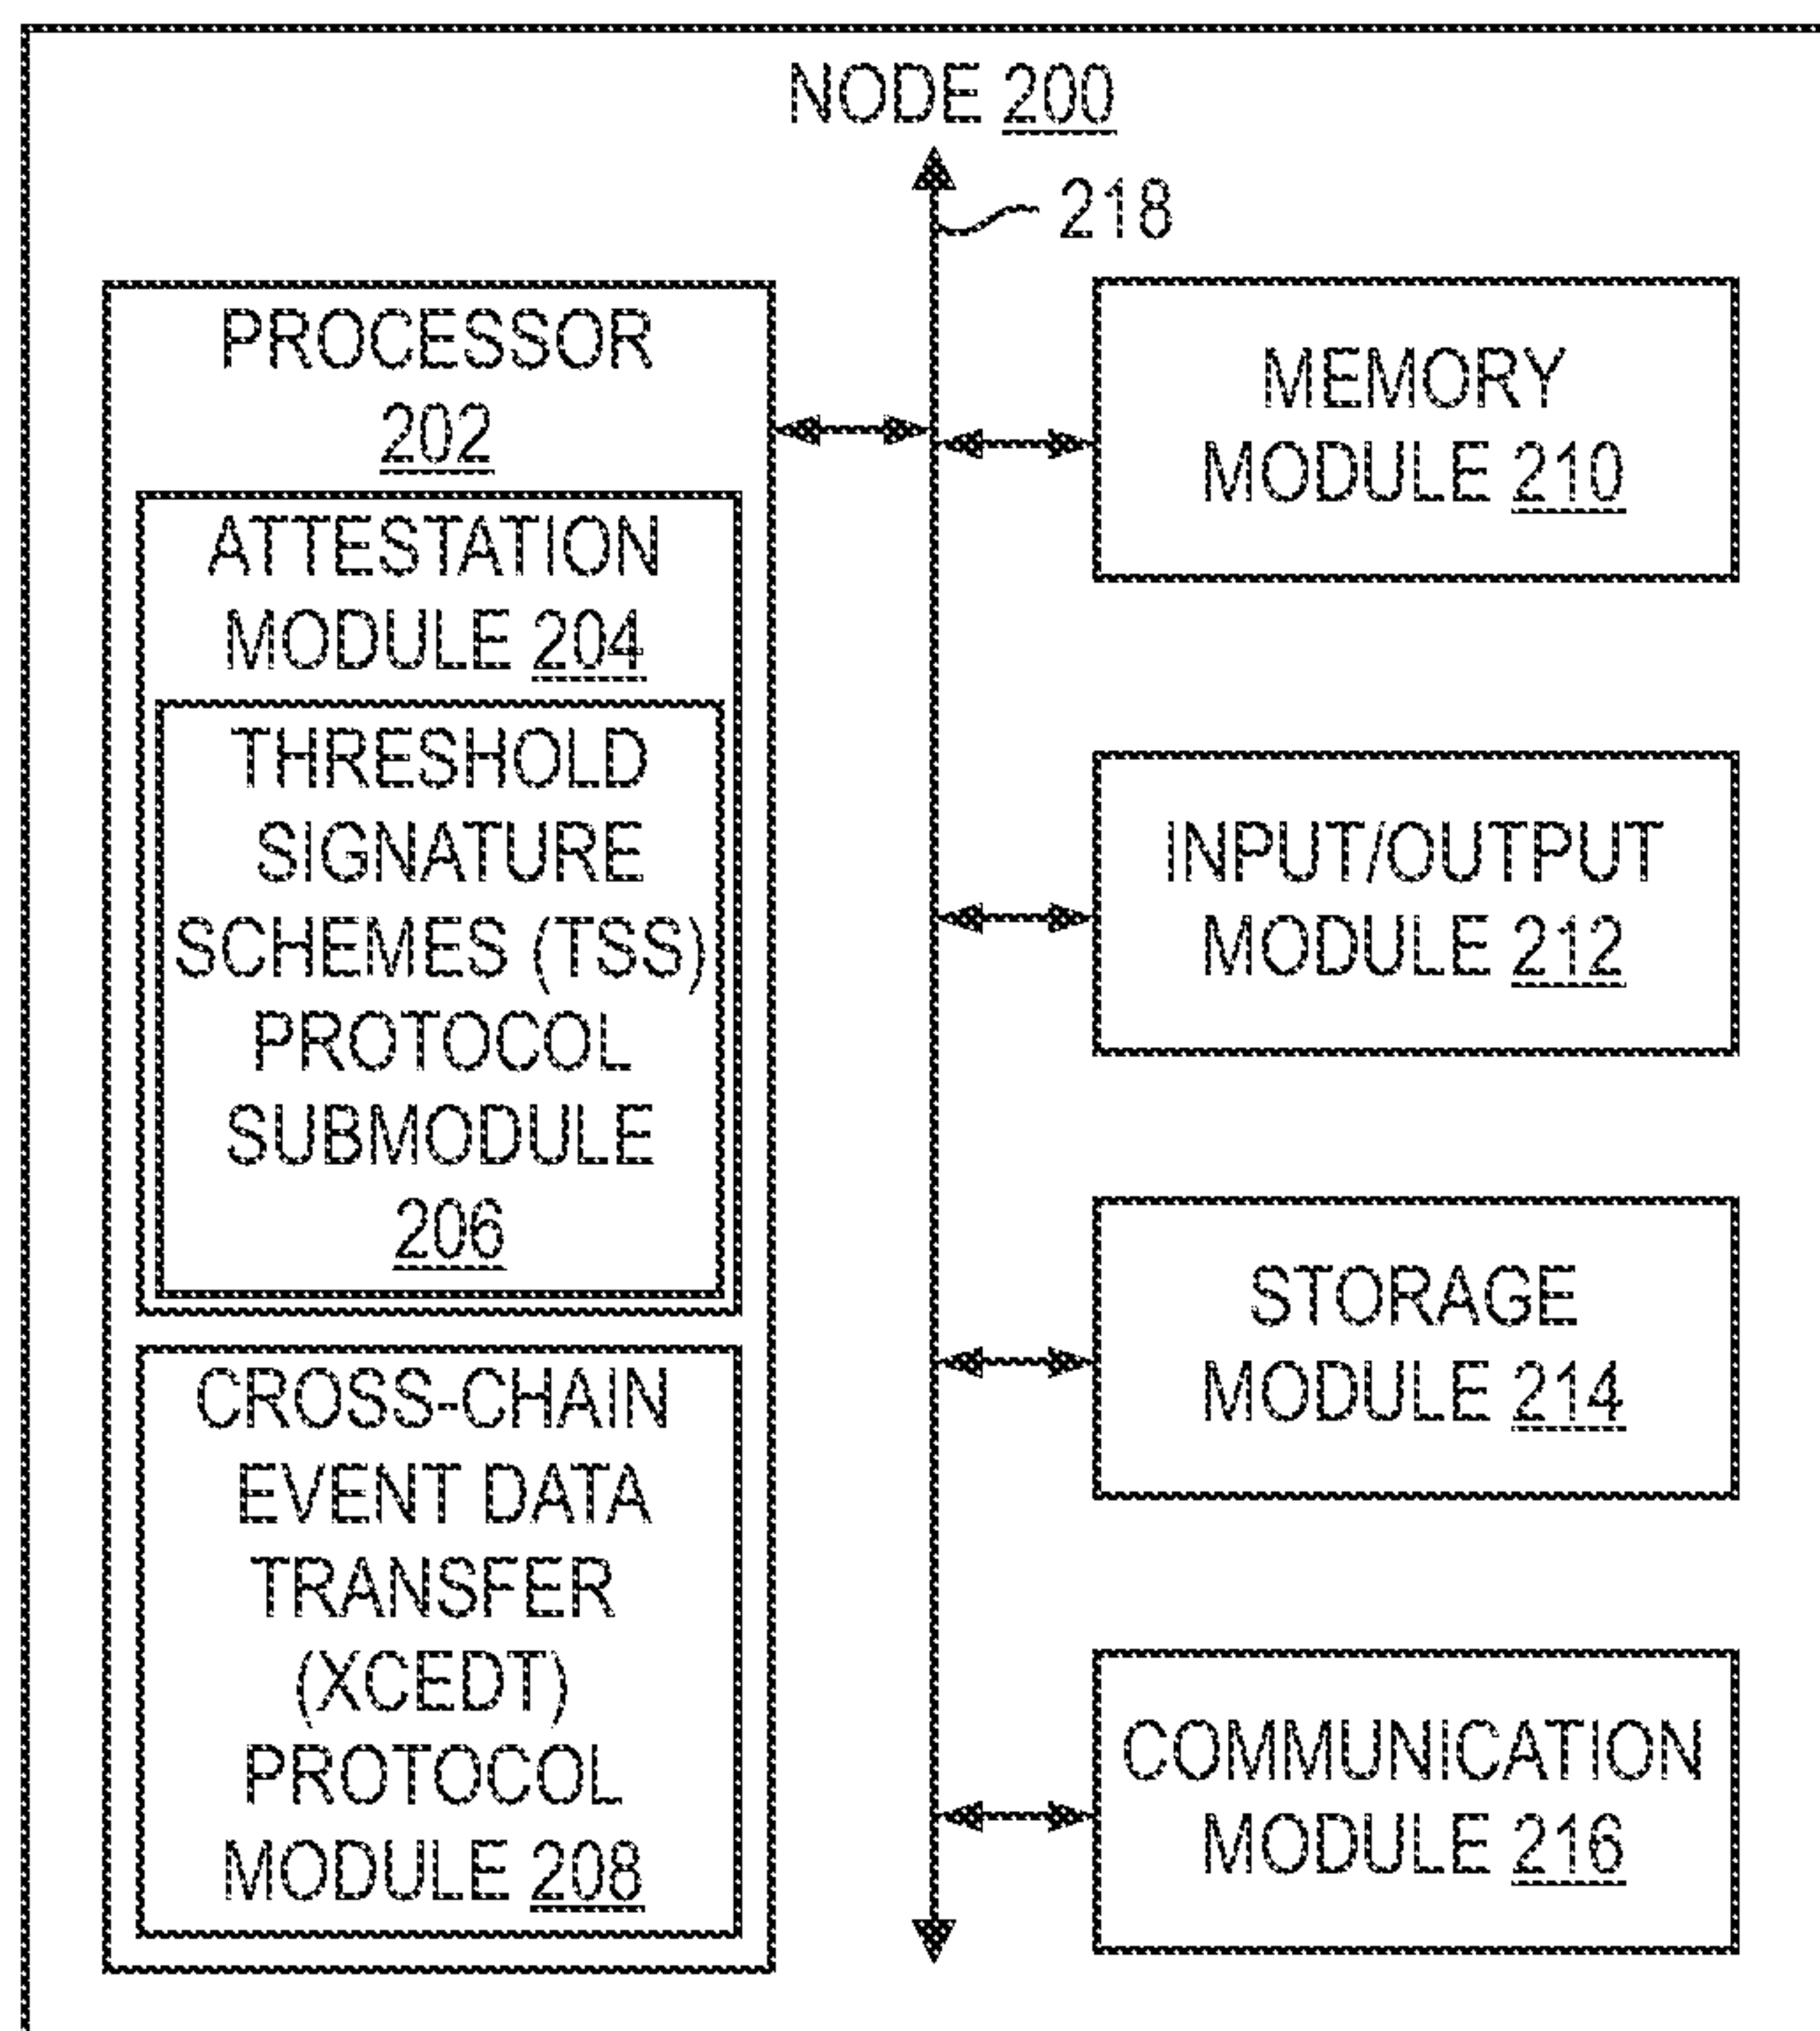 NODE 200
218
PROCESSOR
202
ATTESTATION
MODULE 204
THRESHOLD
SIGNATURE
SCHEMES (TSS)
PROTOCOL
SUBMODULE
206
CROSS-CHAIN
EVENT DATA
TRANSFER
(XCEDT)
PROTOCOL
MODULE 208
MEMORY
MODULE 210
INPUT/OUTPUT
MODULE 212
STORAGE
MODULE 214
COMMUNICATION
MODULE 216